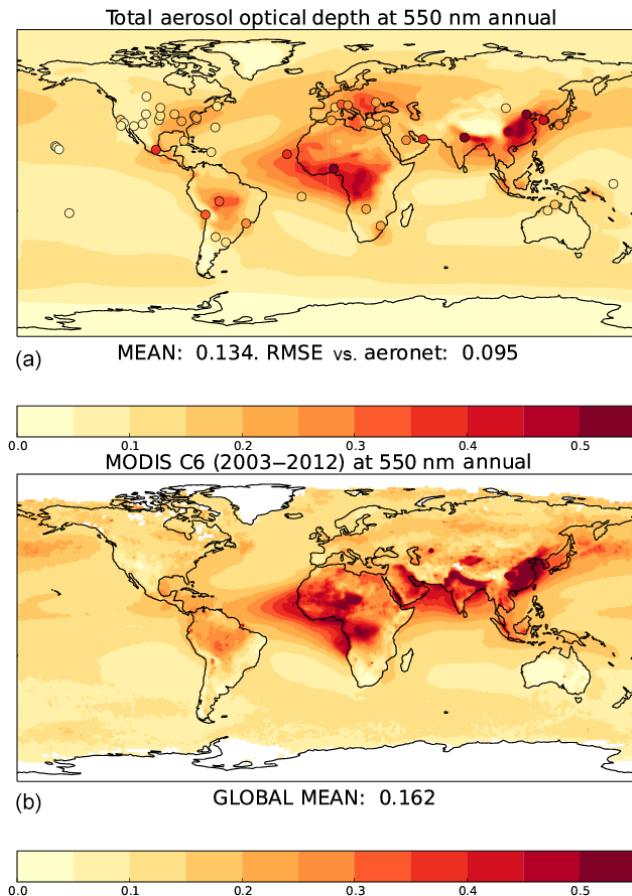 Total aerosol optical depth at 550 nm annual
(a)
MEAN: 0.134. RMSE vs. aeronet: 0.095
0.0 0.1 0.2 0.3 0.4 0.5
MODIS C6 (2003−2012) at 550 nm annual
(b)
GLOBAL MEAN: 0.162
0.0 0.1 0.2 0.3 0.4 0.5